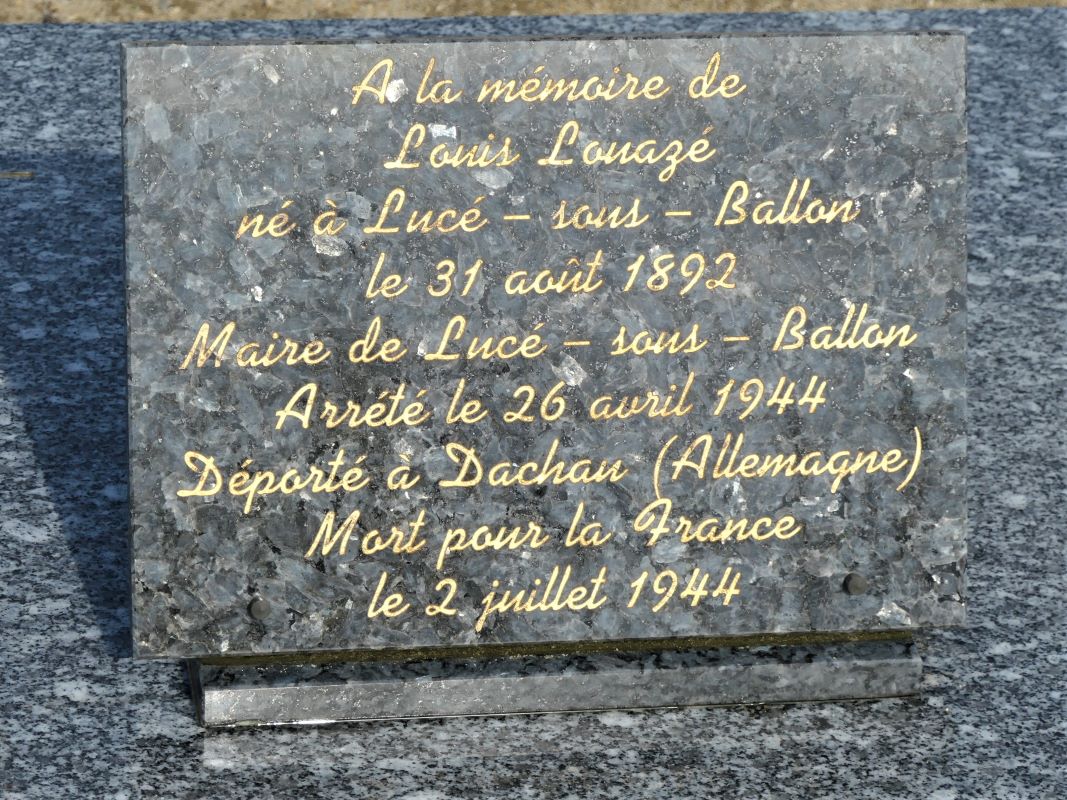 A la mémoire de
Louis Louazé
né à Lucé - sous - Ballon
le 31 août 1892
Maire de Lucé - sous - Ballon
Arrété le 26 avril 1944
Déporté à Dachau (Allemagne)
Mort pour la France
le 2 juillet 1944